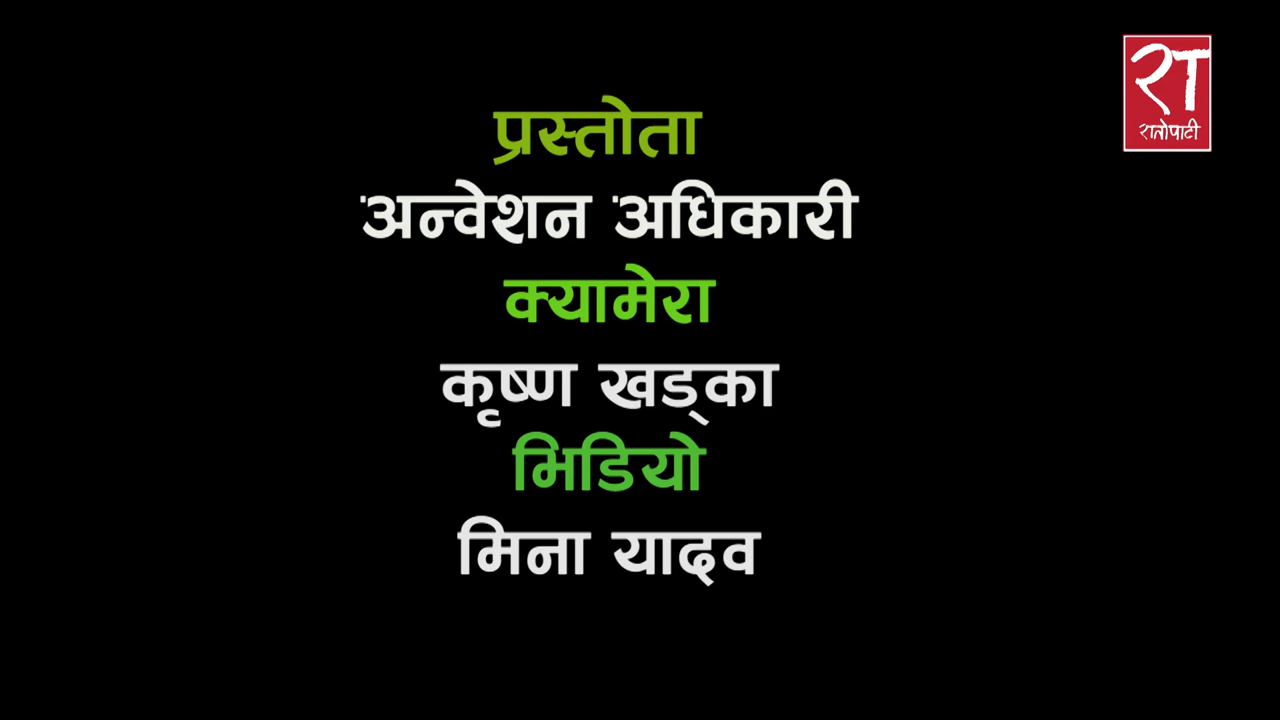 प्रस्तोता
अन्वेशन अधिकारी
क्यामेरा
कृष्ण खड्का
भिडियो
मिना यादव
रा
रातोपाटी